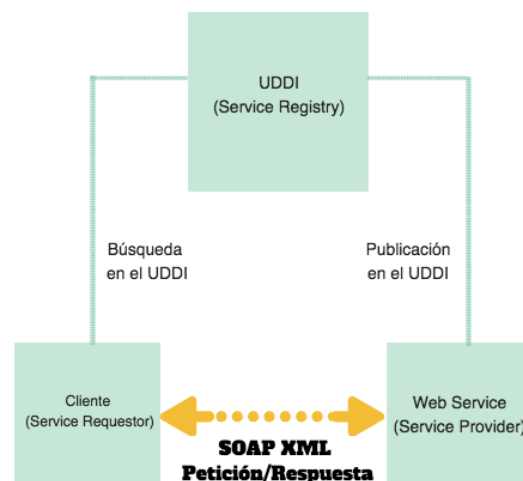 UDDI
(Service Registry)
Búsqueda
en el UDDI
Publicación
en el UDDI
Cliente
(Service Requestor)
Web Service
(Service Provider)
SOAP XML
Petición/Respuesta